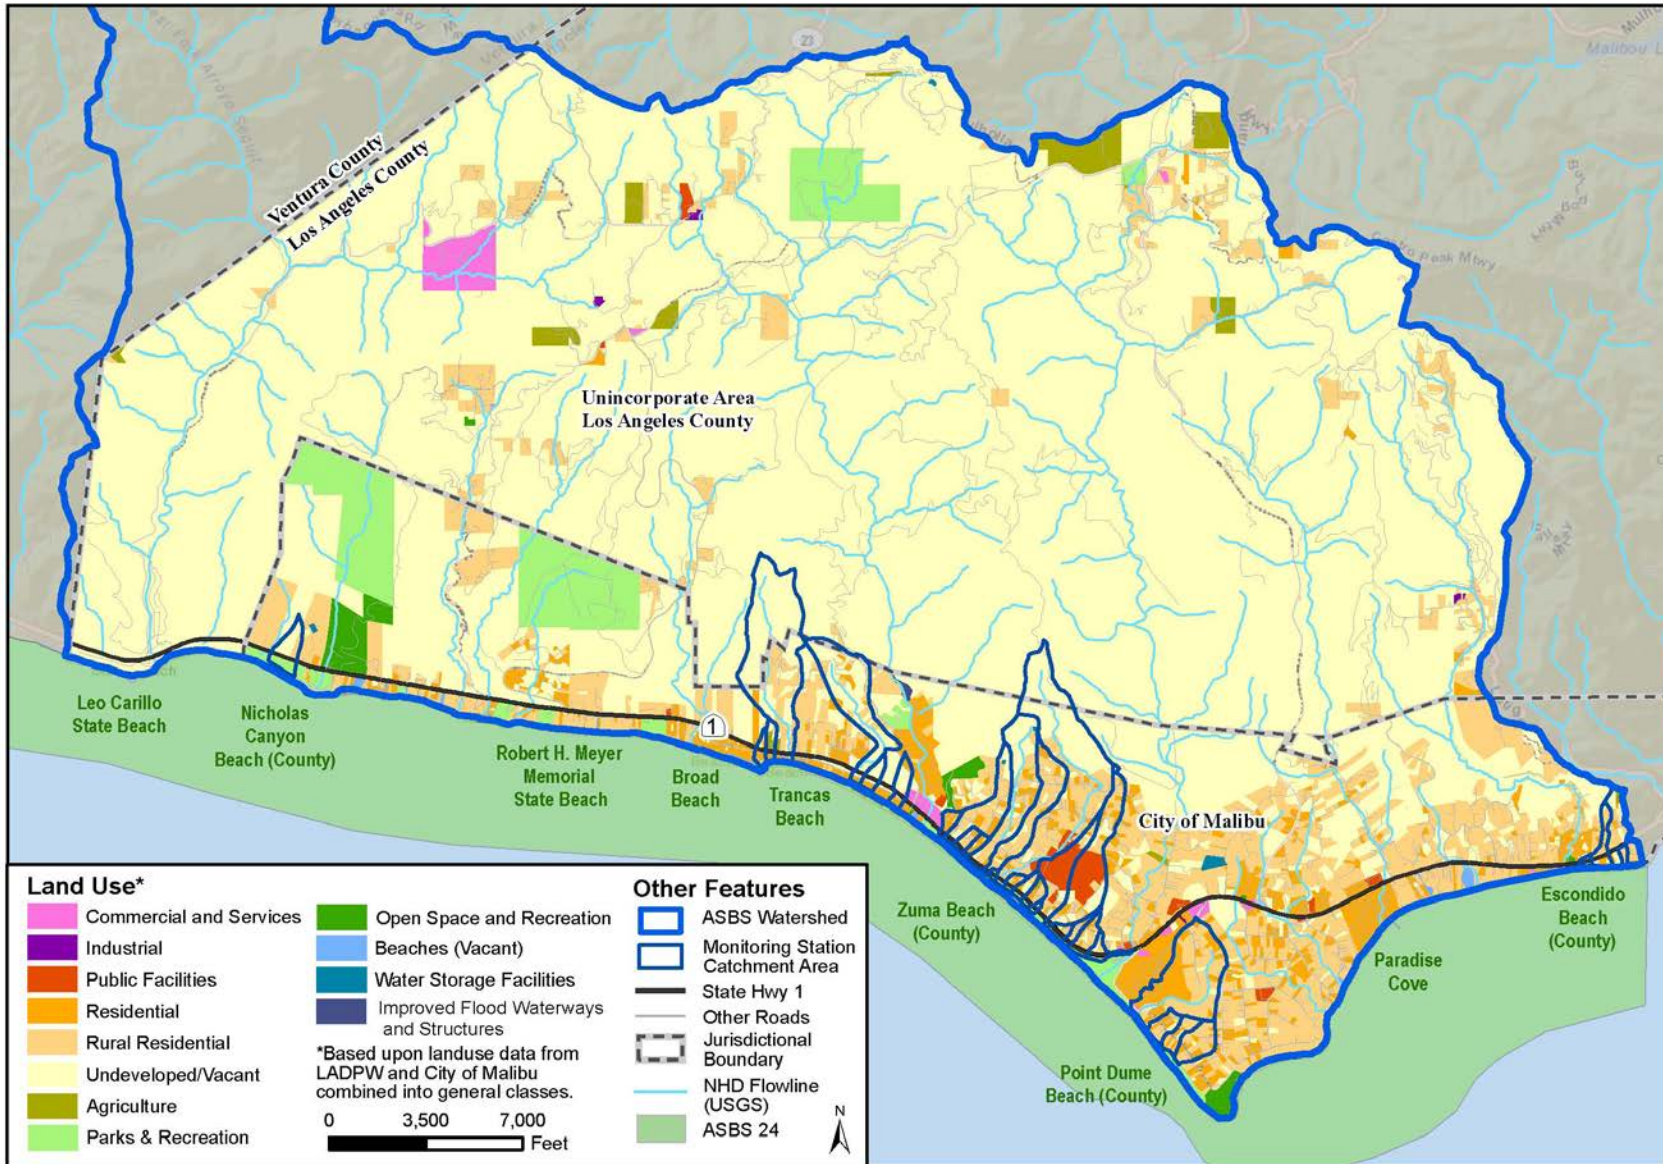 23
Ventura County
Los Angeles County
Unincorporate Area
Los Angeles County
Castro Peak Mtwy
1
City of Malibu
Leo Carillo
State Beach
Nicholas
Canyon
Beach (County)
Robert H. Meyer
Memorial
State Beach
Broad
Beach
Trancas
Beach
Zuma Beach
(County)
Point Dume
Beach (County)
Paradise
Cove
Escondido
Beach
(County)
Land Use*
Commercial and Services
Industrial
Public Facilities
Residential
Rural Residential
Undeveloped/Vacant
Agriculture
Parks & Recreation
Open Space and Recreation
Beaches (Vacant)
Water Storage Facilities
Improved Flood Waterways
and Structures
*Based upon landuse data from
LADPW and City of Malibu
combined into general classes.
0 3,500 7,000
Feet
Other Features
ASBS Watershed
Monitoring Station
Catchment Area
State Hwy 1
Other Roads
Jurisdictional
Boundary
NHD Flowline
(USGS)
ASBS 24
N